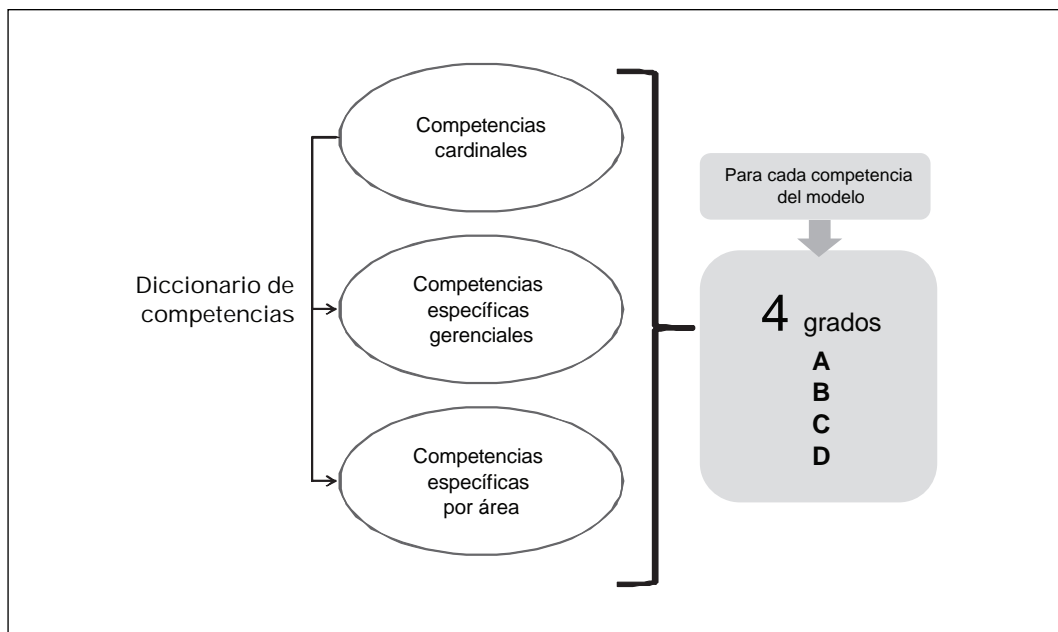 Diccionario de
competencias
Competencias
cardinales
Competencias
específicas
gerenciales
Competencias
específicas
por área
Para cada competencia
del modelo
4 grados
A
B
C
D